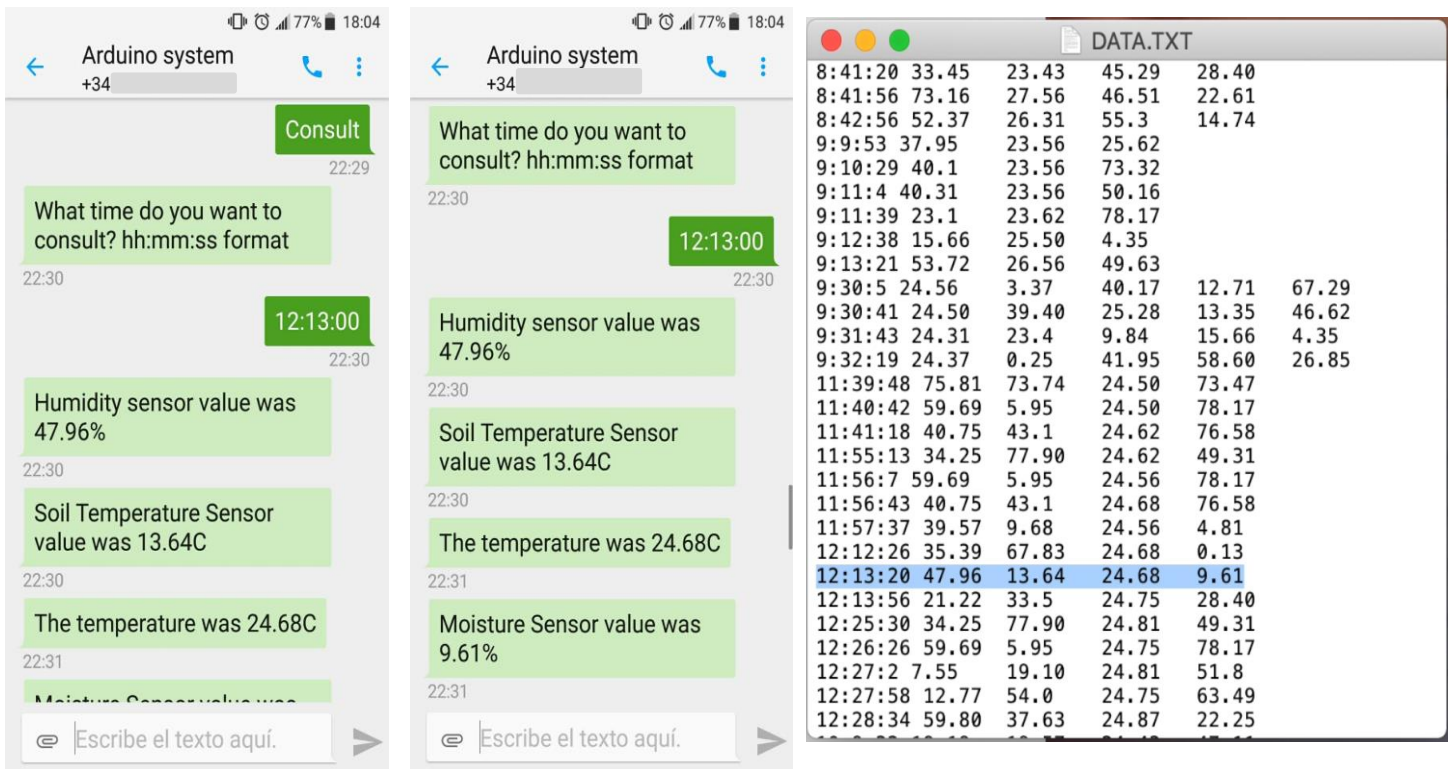 77% 18:04
Arduino system
+34
Consult
22:29
What time do you want to
consult? hh:mm:ss format
22:30
12:13:00
22:30
Humidity sensor value was
47.96%
22:30
Soil Temperature Sensor
value was 13.64C
22:30
The temperature was 24.68C
22:31
Moisture Sensor value was
Escribe el texto aquí.
77% 18:04
Arduino system
+34
What time do you want to
consult? hh:mm:ss format
22:30
12:13:00
22:30
Humidity sensor value was
47.96%
22:30
Soil Temperature Sensor
value was 13.64C
22:30
The temperature was 24.68C
22:31
Moisture Sensor value was
9.61%
22:31
Escribe el texto aquí.
DATA.TXT
8:41:20 33.45 23.43 45.29 28.40
8:41:56 73.16 27.56 46.51 22.61
8:42:56 52.37 26.31 55.3 14.74
9:9:53 37.95 23.56 25.62
9:10:29 40.1 23.56 73.32
9:11:4 40.31 23.56 50.16
9:11:39 23.1 23.62 78.17
9:12:38 15.66 25.50 4.35
9:13:21 53.72 26.56 49.63
9:30:5 24.56 3.37 40.17 12.71 67.29
9:30:41 24.50 39.40 25.28 13.35 46.62
9:31:43 24.31 23.4 9.84 15.66 4.35
9:32:19 24.37 0.25 41.95 58.60 26.85
11:39:48 75.81 73.74 24.50 73.47
11:40:42 59.69 5.95 24.50 78.17
11:41:18 40.75 43.1 24.62 76.58
11:55:13 34.25 77.90 24.62 49.31
11:56:7 59.69 5.95 24.56 78.17
11:56:43 40.75 43.1 24.68 76.58
11:57:37 39.57 9.68 24.56 4.81
12:12:26 35.39 67.83 24.68 0.13
12:13:20 47.96 13.64 24.68 9.61
12:13:56 21.22 33.5 24.75 28.40
12:25:30 34.25 77.90 24.81 49.31
12:26:26 59.69 5.95 24.75 78.17
12:27:2 7.55 19.10 24.81 51.8
12:27:58 12.77 54.0 24.75 63.49
12:28:34 59.80 37.63 24.87 22.25